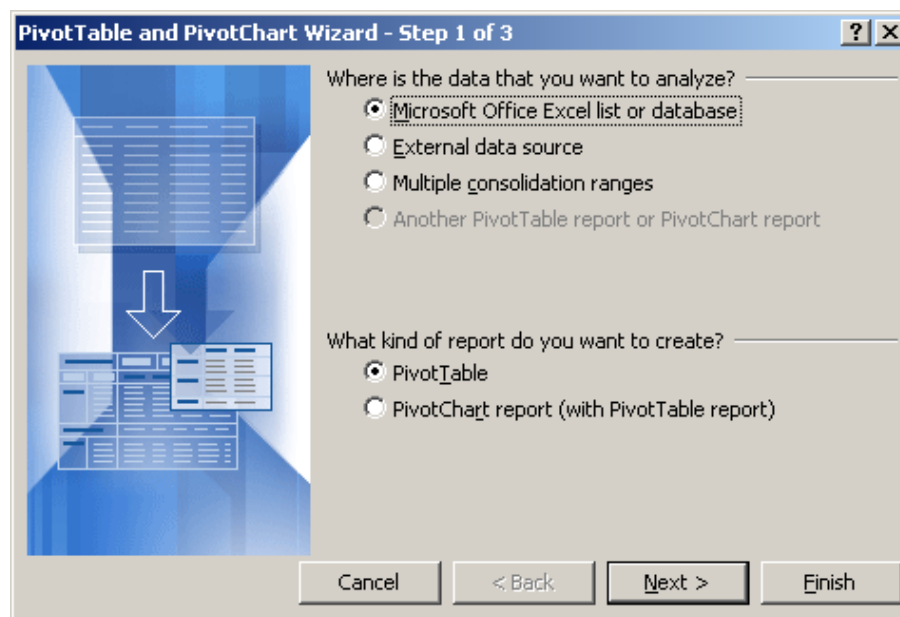 PivotTable and PivotChart Wizard - Step 1 of 3
Where is the data that you want to analyze?
Microsoft Office Excel list or database
External data source
Multiple consolidation ranges
Another PivotTable report or PivotChart report
What kind of report do you want to create?
PivotTable
PivotChart report (with PivotTable report)
Cancel < Back Next > Finish